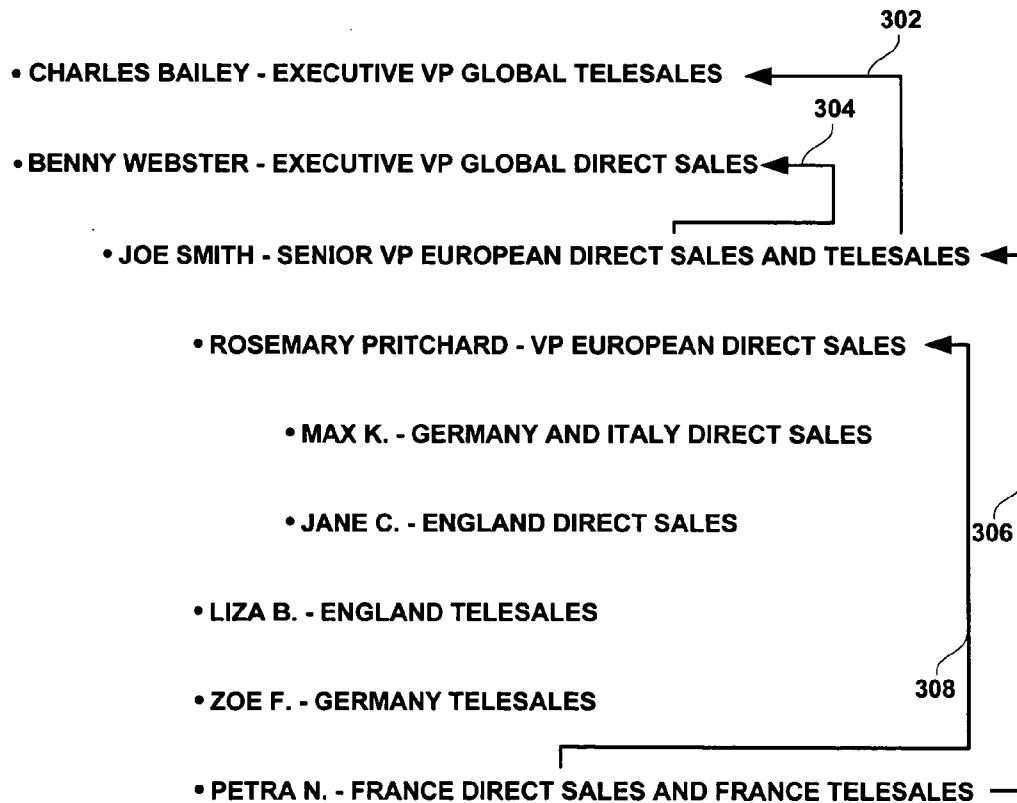 302
• CHARLES BAILEY - EXECUTIVE VP GLOBAL TELESALES
304
• BENNY WEBSTER - EXECUTIVE VP GLOBAL DIRECT SALES
• JOE SMITH - SENIOR VP EUROPEAN DIRECT SALES AND TELESALES
• ROSEMARY PRITCHARD - VP EUROPEAN DIRECT SALES
• MAX K. - GERMANY AND ITALY DIRECT SALES
• JANE C. - ENGLAND DIRECT SALES
306
• LIZA B. - ENGLAND TELESALES
308
• ZOE F. - GERMANY TELESALES
• PETRA N. - FRANCE DIRECT SALES AND FRANCE TELESALES